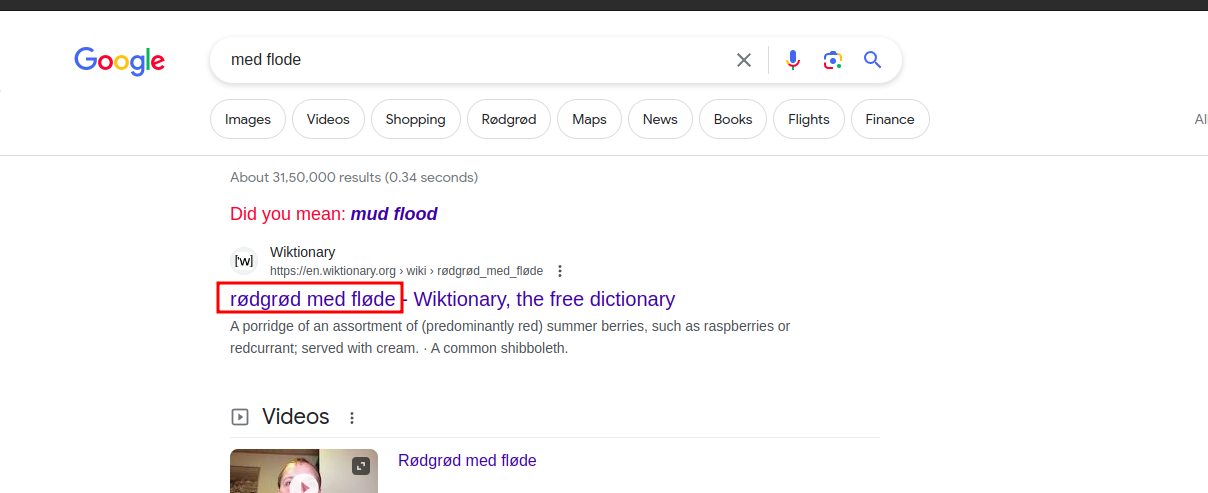 Google
med flode
Images Videos Shopping Rødgrød Maps News Books Flights Finance
About 31,50,000 results (0.34 seconds)
Did you mean: mud flood
['w]
Wiktionary
https://en.wiktionary.org › wiki › rødgrød_med_fløde
rødgrød med fløde - Wiktionary, the free dictionary
A porridge of an assortment of (predominantly red) summer berries, such as raspberries or
redcurrant; served with cream. · A common shibboleth.
Videos
Rødgrød med fløde